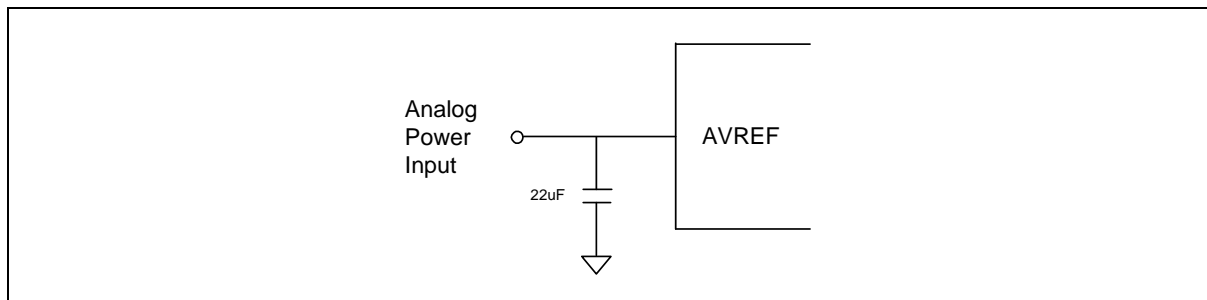 Analog
Power
Input
AVREF
22uF